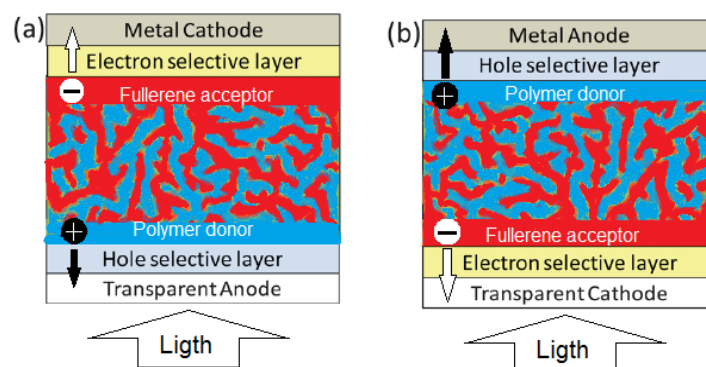 (a)
Metal Cathode
Electron selective layer
−
Fullerene acceptor
+
Polymer donor
Hole selective layer
Transparent Anode
Ligth
(b)
Metal Anode
Hole selective layer
+
Polymer donor
−
Fullerene acceptor
Electron selective layer
Transparent Cathode
Ligth